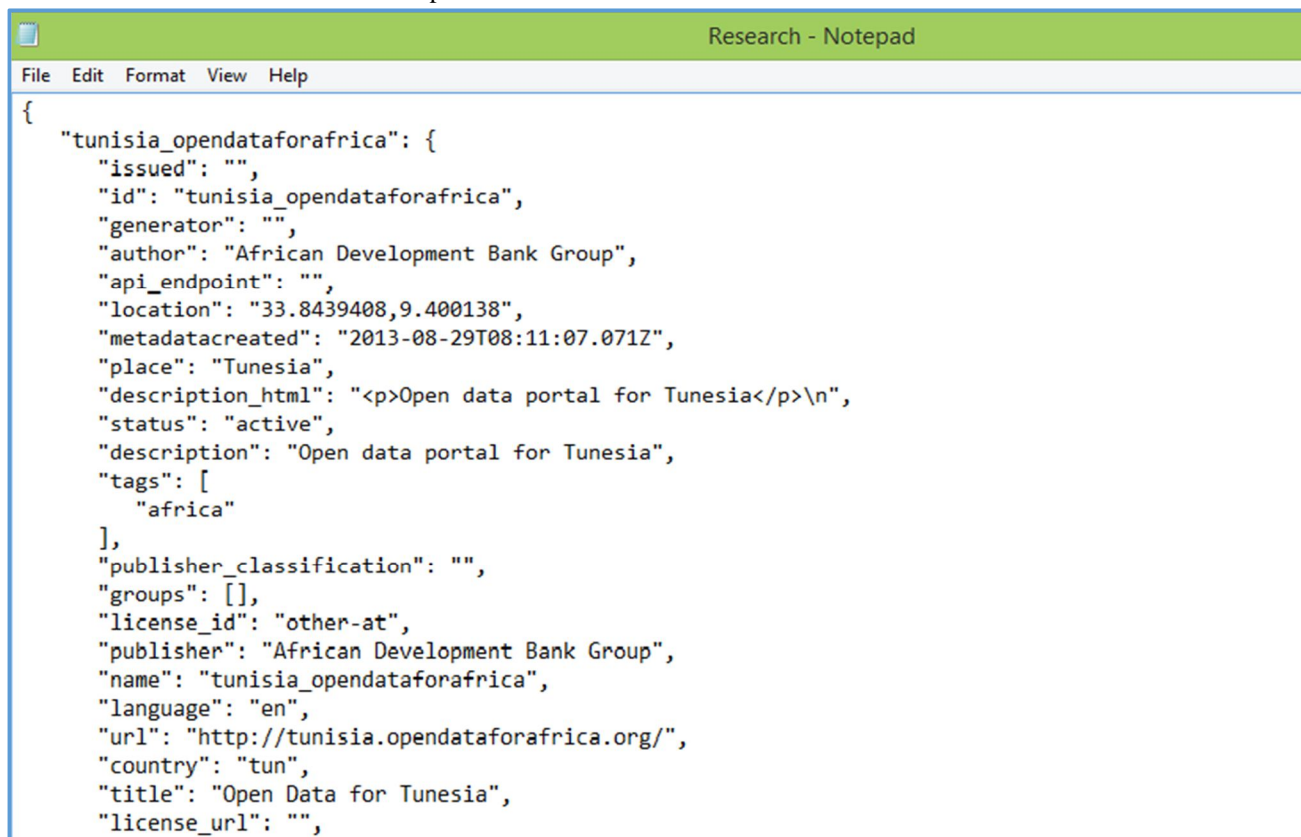 Research - Notepad
File Edit Format View Help
{
"tunisia_opendataforafrica": {
"issued": "",
"id": "tunisia_opendataforafrica",
"generator": "",
"author": "African Development Bank Group",
"api_endpoint": "",
"location": "33.8439408,9.400138",
"metadatacreated": "2013-08-29T08:11:07.071Z",
"place": "Tunesia",
"description_html": "<p>Open data portal for Tunesia</p>\n",
"status": "active",
"description": "Open data portal for Tunesia",
"tags": [
"africa"
],
"publisher_classification": "",
"groups": [],
"license_id": "other-at",
"publisher": "African Development Bank Group",
"name": "tunisia_opendataforafrica",
"language": "en",
"url": "http://tunisia.opendataforafrica.org/",
"country": "tun",
"title": "Open Data for Tunesia",
"license_url": "",